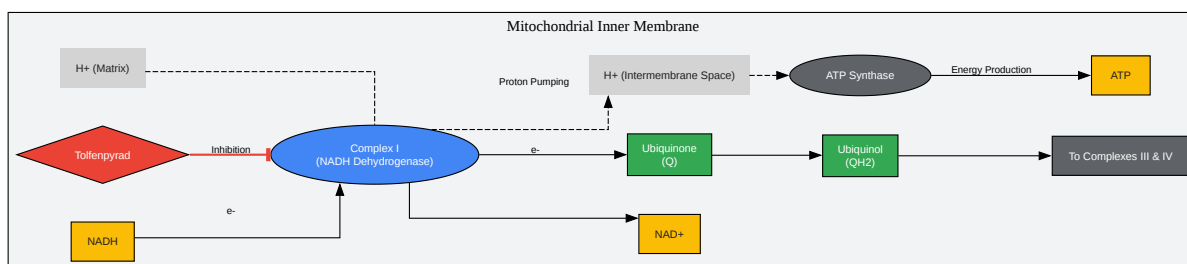 Mitochondrial Inner Membrane
H+ (Matrix)
Proton Pumping
H+ (Intermembrane Space)
ATP Synthase
Energy Production
ATP
Tolfenpyrad
Inhibition
Complex I
(NADH Dehydrogenase)
e-
Ubiquinone
(Q)
Ubiquinol
(QH2)
To Complexes III & IV
e-
NADH
NAD+